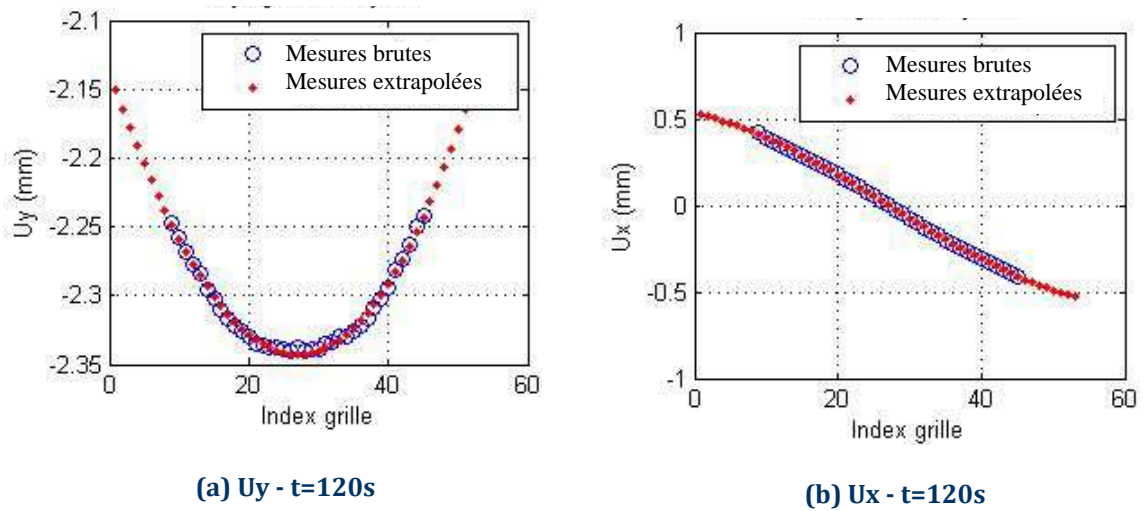 -2.1
Mesures brutes
Mesures extrapolées
-2.15
-2.2
-2.25
-2.3
-2.35
Uy (mm)
0
20
40
60
Index grille
(a) Uy - t=120s
1
Mesures brutes
Mesures extrapolées
0.5
0
-0.5
-1
Ux (mm)
0
20
40
60
Index grille
(b) Ux - t=120s